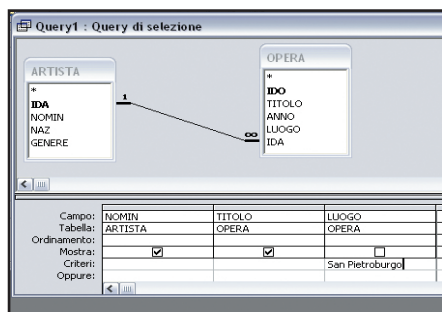 Query1 : Query di selezione
ARTISTA
*
IDA
NOMIN
NAZ
GENERE
1
∞
OPERA
*
IDO
TITOLO
ANNO
LUOGO
IDA
Campo: NOMIN TITOLO LUOGO
Tabella: ARTISTA OPERA OPERA
Ordinamento:
Mostra:
Criteri: San Pietroburgo
Oppure: